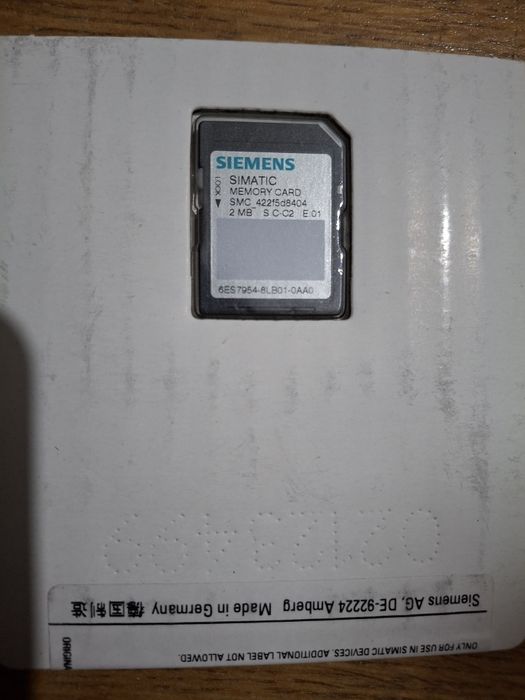 SIEMENS
LOCK
SIMATIC
MEMORY CARD
SMC_422f5d8404
2 MB S C-C2 E:01
6ES7954-8LB01-0AA0
Siemens AG, DE-92224 Amberg Made in Germany 德国制造
ONLY FOR USE IN SIMATIC DEVICES. ADDITIONAL LABEL NOT ALLOWED.